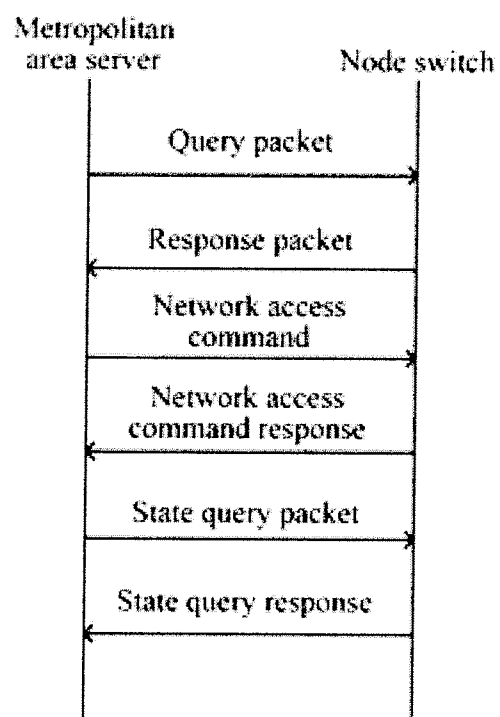 Metropolitan
area server
Node switch
Query packet
Response packet
Network access
command
Network access
command response
State query packet
State query response